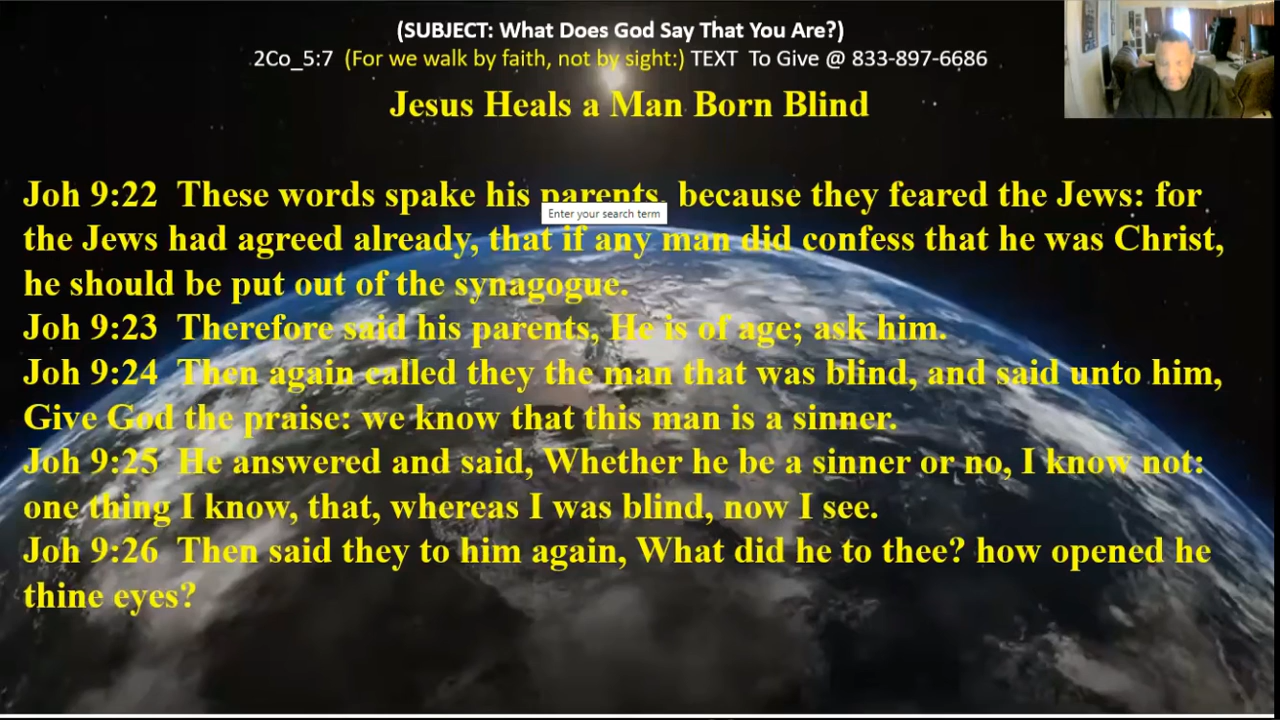 (SUBJECT: What Does God Say That You Are?)
2Co_5:7 (For we walk by faith, not by sight:) TEXT To Give @ 833-897-6686
Jesus Heals a Man Born Blind
Joh 9:22 These words spake his parents, because they feared the Jews: for
Enter your search term
the Jews had agreed already, that if any man did confess that he was Christ,
he should be put out of the synagogue.
Joh 9:23 Therefore said his parents, He is of age; ask him.
Joh 9:24 Then again called they the man that was blind, and said unto him,
Give God the praise: we know that this man is a sinner.
Joh 9:25 He answered and said, Whether he be a sinner or no, I know not:
one thing I know, that, whereas I was blind, now I see.
Joh 9:26 Then said they to him again, What did he to thee? how opened he
thine eyes?